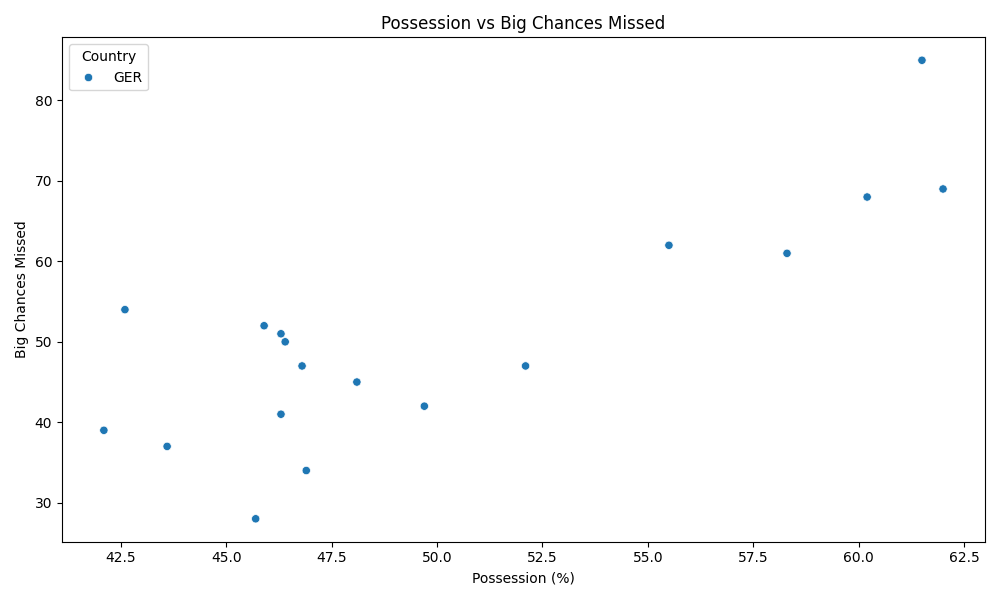 Possession vs Big Chances Missed
Country
GER
Big Chances Missed
80
70
60
50
40
30
42.5 45.0 47.5 50.0 52.5 55.0 57.5 60.0 62.5
Possession (%)